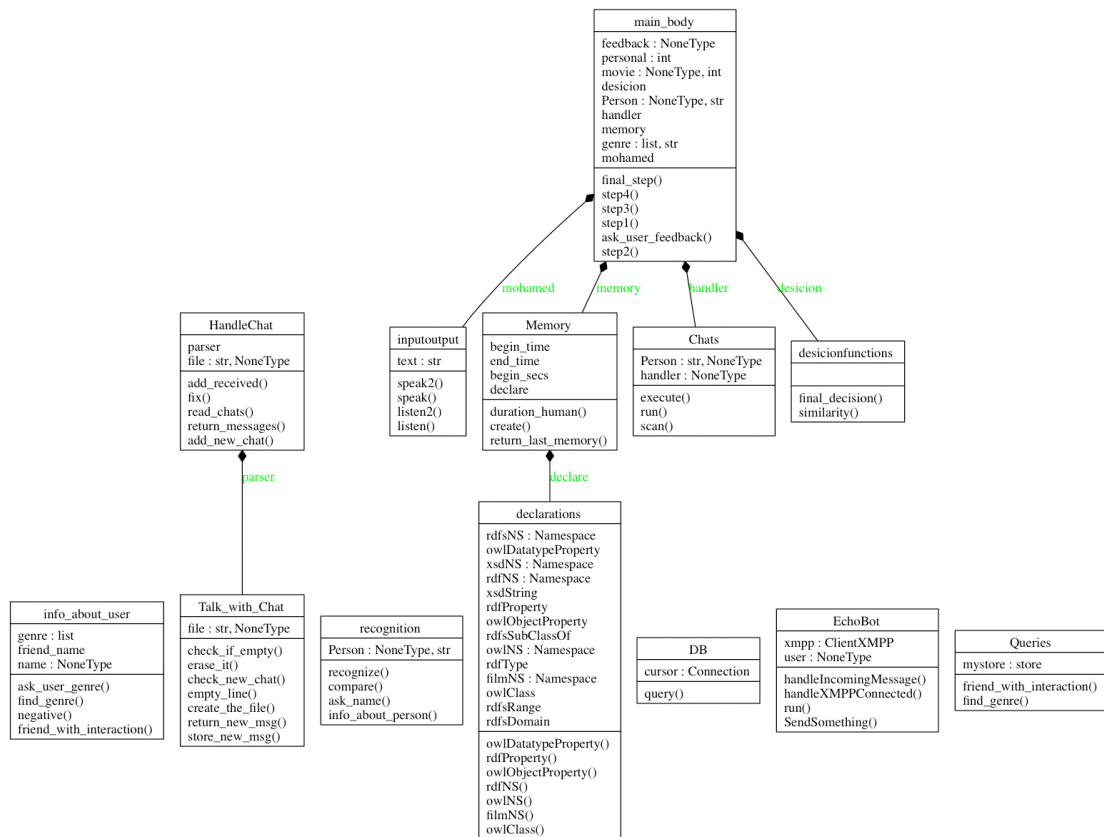 main_body
feedback : NoneType
personal : int
movie : NoneType, int
desicion
Person : NoneType, str
handler
memory
genre : list, str
mohamed
final_step()
step4()
step3()
step1()
ask_user_feedback()
step2()
mohamed
memory
handler
desicion
HandleChat
parser
file : str, NoneType
add_received()
fix()
read_chats()
return_messages()
add_new_chat()
inputoutput
text : str
speak2()
speak()
listen2()
listen()
Memory
begin_time
end_time
begin_secs
declare
duration_human()
create()
return_last_memory()
Chats
Person : str, NoneType
handler : NoneType
execute()
run()
scan()
desicionfunctions
final_decision()
similarity()
parser
declare
info_about_user
genre : list
friend_name
name : NoneType
ask_user_genre()
find_genre()
negative()
friend_with_interaction()
Talk_with_Chat
file : str, NoneType
check_if_empty()
erase_it()
check_new_chat()
empty_line()
create_the_file()
return_new_msg()
store_new_msg()
recognition
Person : NoneType, str
recognize()
compare()
ask_name()
info_about_person()
declarations
rdfsNS : Namespace
owlDatatypeProperty
xsdNS : Namespace
rdfNS : Namespace
xsdString
rdfProperty
owlObjectProperty
rdfsSubClassOf
owlNS : Namespace
rdfType
filmNS : Namespace
owlClass
rdfsRange
rdfsDomain
owlDatatypeProperty()
rdfProperty()
owlObjectProperty()
rdfNS()
owlNS()
filmNS()
owlClass()
DB
cursor : Connection
query()
EchoBot
xmpp : ClientXMPP
user : NoneType
handleIncomingMessage()
handleXMPPConnected()
run()
SendSomething()
Queries
mystore : store
friend_with_interaction()
find_genre()